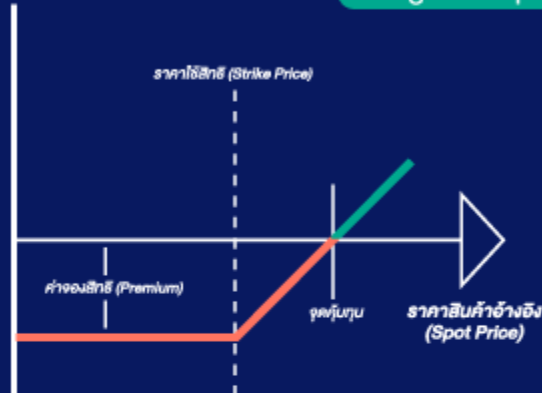 ราคาใช้สิทธิ (Strike Price)
ค่าจองสิทธิ (Premium)
จุดคุ้มทุน
ราคาสินค้าอ้างอิง
(Spot Price)